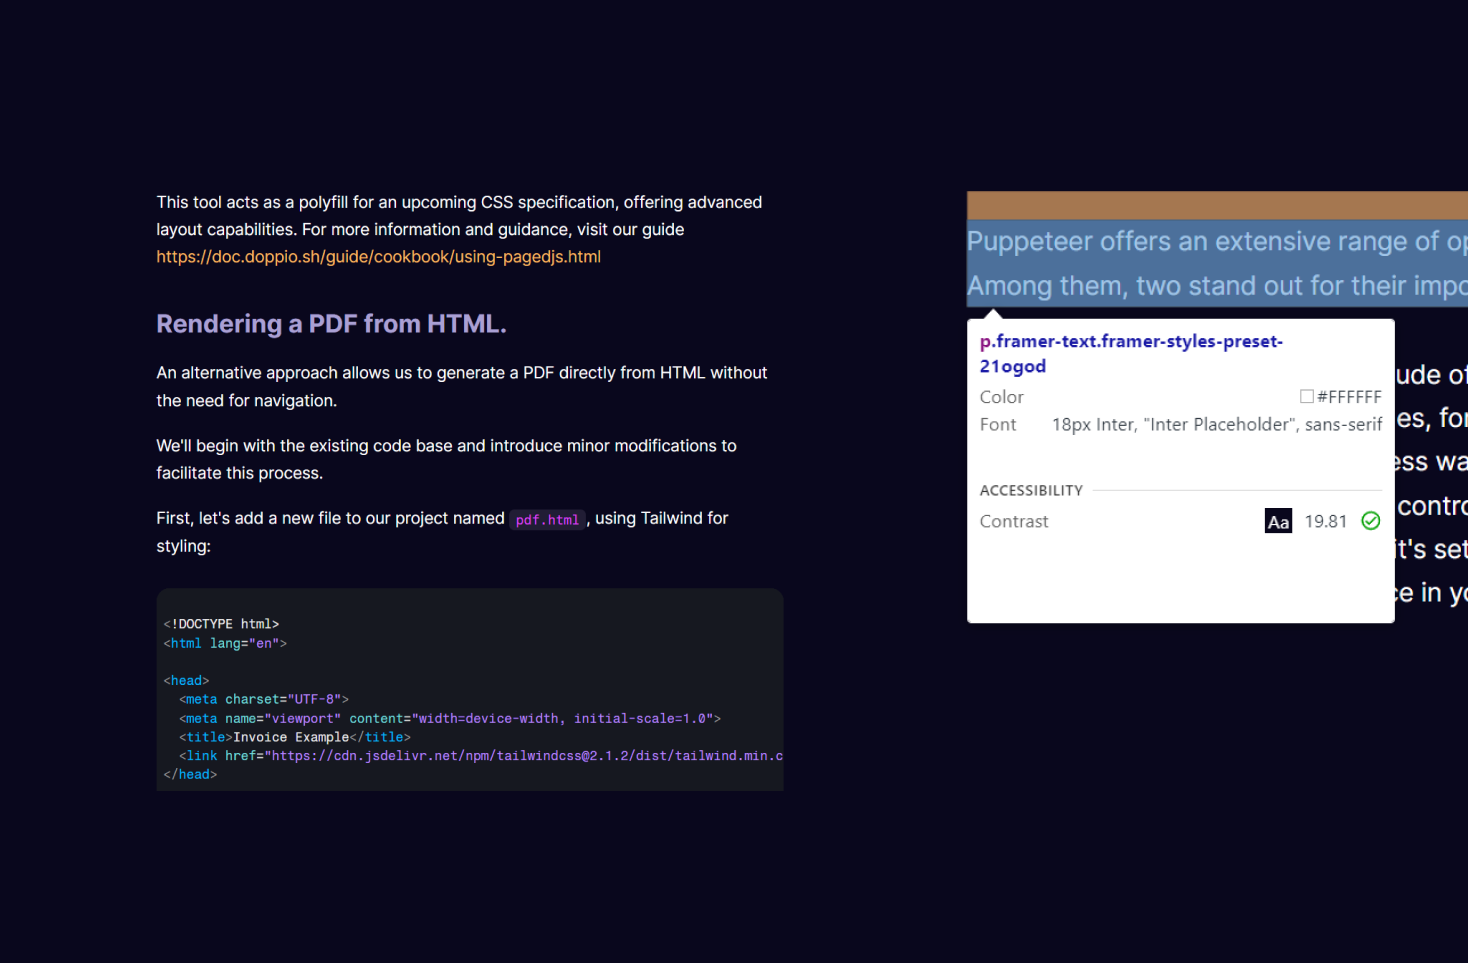 This tool acts as a polyfill for an upcoming CSS specification, offering advanced
layout capabilities. For more information and guidance, visit our guide
https://doc.doppio.sh/guide/cookbook/using-pagedjs.html
Rendering a PDF from HTML.
An alternative approach allows us to generate a PDF directly from HTML without
the need for navigation.
We'll begin with the existing code base and introduce minor modifications to
facilitate this process.
First, let's add a new file to our project named pdf.html, using Tailwind for
styling:
<!DOCTYPE html>
<html lang="en">
<head>
<meta charset="UTF-8">
<meta name="viewport" content="width=device-width, initial-scale=1.0">
<title>Invoice Example</title>
<link href="https://cdn.jsdelivr.net/npm/tailwindcss@2.1.2/dist/tailwind.min.c
</head>
Puppeteer offers an extensive range of op
Among them, two stand out for their impo
p.framer-text.framer-styles-preset-
21ogod
Color #FFFFFF
Font 18px Inter, "Inter Placeholder", sans-serif
ACCESSIBILITY
Contrast Aa 19.81
ude of
es, for
ess wa
contro
it's set
ce in yo